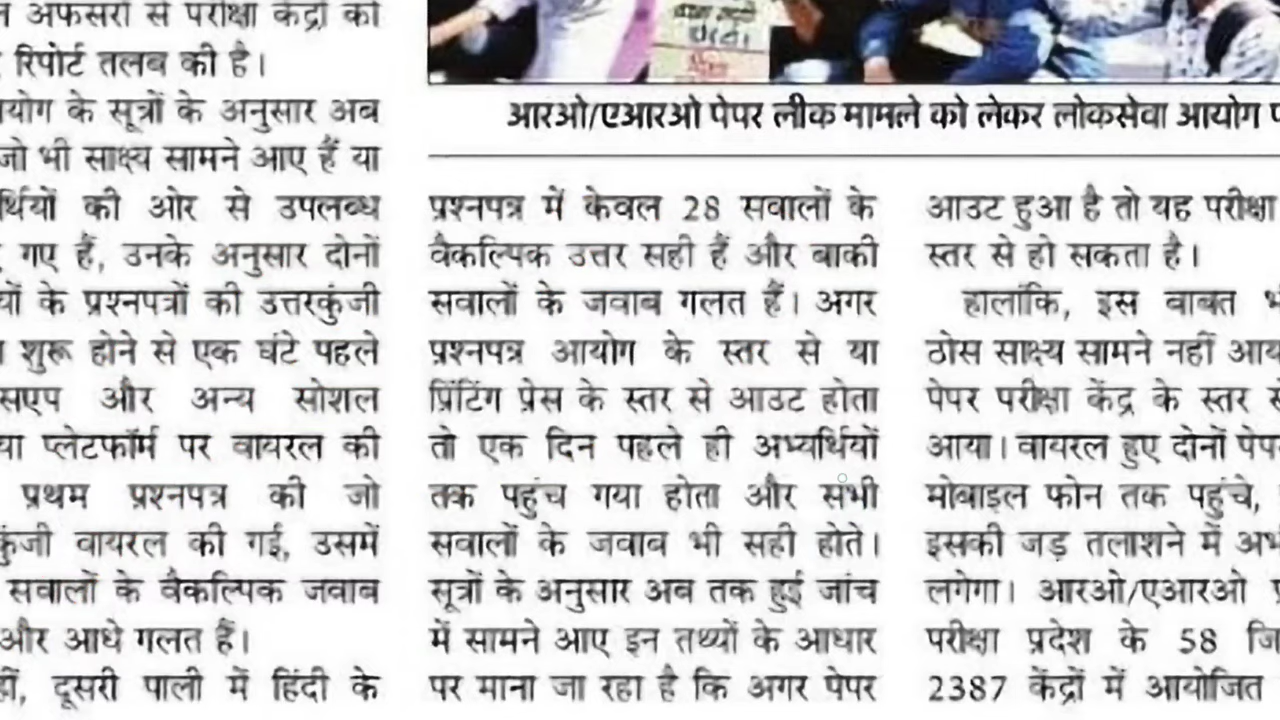 अफसरों से परीक्षा केंद्रों की
रिपोर्ट तलब की है।
के सूत्रों के अनुसार अब
जो भी साक्ष्य सामने आए हैं या
की ओर से उपलब्ध
गए हैं, उनके अनुसार दोनों
के प्रश्नपत्रों की उत्तरकुंजी
शुरू होने से एक घंटे पहले
और अन्य सोशल
प्लेटफॉर्म पर वायरल की
प्रथम प्रश्नपत्र की जो
वायरल की गई, उसमें
सवालों के वैकल्पिक जवाब
और आधे गलत हैं।
दूसरी पाली में हिंदी के
आरओ/एआरओ पेपर लीक मामले को लेकर लोकसेवा आयोग
प्रश्नपत्र में केवल 28 सवालों के
वैकल्पिक उत्तर सही हैं और बाकी
सवालों के जवाब गलत हैं। अगर
प्रश्नपत्र आयोग के स्तर से या
प्रिंटिंग प्रेस के स्तर से आउट होता
तो एक दिन पहले ही अभ्यर्थियों
तक पहुंच गया होता और सभी
सवालों के जवाब भी सही होते।
सूत्रों के अनुसार अब तक हुई जांच
में सामने आए इन तथ्यों के आधार
पर माना जा रहा है कि अगर पेपर
आउट हुआ है तो यह परीक्षा
स्तर से हो सकता है।
हालांकि, इस बाबत
ठोस साक्ष्य सामने नहीं
पेपर परीक्षा केंद्र के स्तर
आया। वायरल हुए दोनों
मोबाइल फोन तक पहुंचे,
इसकी जड़ तलाशने में
लगेगा। आरओ/एआरओ
परीक्षा प्रदेश के 58
2387 केंद्रों में आयोजित